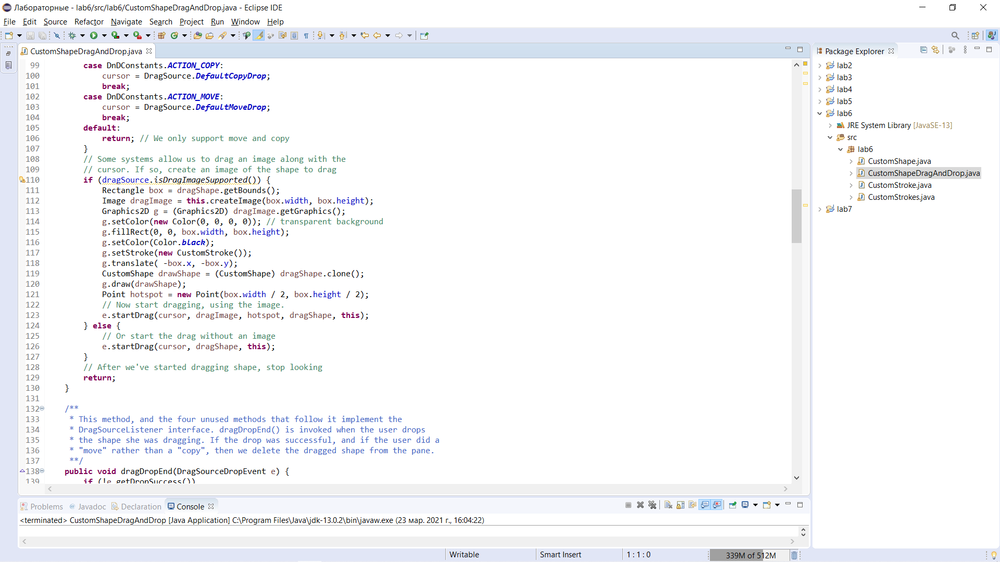 Лабораторные - lab6/src/lab6/CustomShapeDragAndDrop.java - Eclipse IDE
File Edit Source Refactor Navigate Search Project Run Window Help
CustomShapeDragAndDrop.java
99 case DnDConstants.ACTION_COPY:
100 cursor = DragSource.DefaultCopyDrop;
101 break;
102 case DnDConstants.ACTION_MOVE:
103 cursor = DragSource.DefaultMoveDrop;
104 break;
105 default:
106 return; // We only support move and copy
107 }
108 // Some systems allow us to drag an image along with the
109 // cursor. If so, create an image of the shape to drag
110 if (dragSource.isDragImageSupported()) {
111 Rectangle box = dragShape.getBounds();
112 Image dragImage = this.createImage(box.width, box.height);
113 Graphics2D g = (Graphics2D) dragImage.getGraphics();
114 g.setColor(new Color(0, 0, 0, 0)); // transparent background
115 g.fillRect(0, 0, box.width, box.height);
116 g.setColor(Color.black);
117 g.setStroke(new CustomStroke());
118 g.translate( -box.x, -box.y);
119 CustomShape drawShape = (CustomShape) dragShape.clone();
120 g.draw(drawShape);
121 Point hotspot = new Point(box.width / 2, box.height / 2);
122 // Now start dragging, using the image.
123 e.startDrag(cursor, dragImage, hotspot, dragShape, this);
124 } else {
125 // Or start the drag without an image
126 e.startDrag(cursor, dragShape, this);
127 }
128 // After we've started dragging shape, stop looking
129 return;
130 }
131
132 /**
133 * This method, and the four unused methods that follow it implement the
134 * DragSourceListener interface. dragDropEnd() is invoked when the user drops
135 * the shape she was dragging. If the drop was successful, and if the user did a
136 * "move" rather than a "copy", then we delete the dragged shape from the pane.
137 **/
138 public void dragDropEnd(DragSourceDropEvent e) {
139 if (!e.getDropSuccess())
Package Explorer
lab2
lab3
lab4
lab5
lab6
JRE System Library [JavaSE-13]
src
lab6
CustomShape.java
CustomShapeDragAndDrop.java
CustomStroke.java
CustomStrokes.java
lab7
Problems @ Javadoc Declaration Console
<terminated> CustomShapeDragAndDrop [Java Application] C:\Program Files\Java\jdk-13.0.2\bin\javaw.exe (23 мар. 2021 г., 16:04:22)
Writable Smart Insert 1 : 1 : 0 339M of 512M